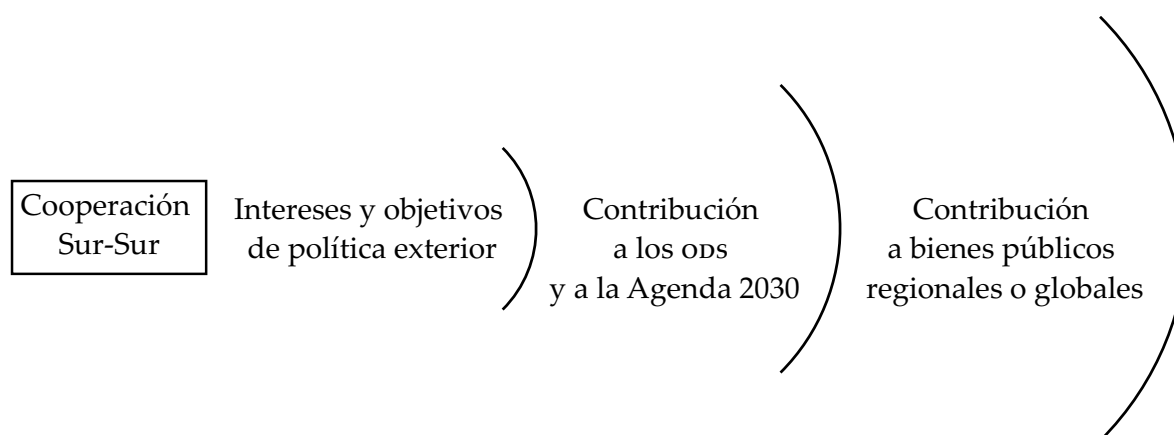 Cooperación
Sur-Sur
Intereses y objetivos
de política exterior
Contribución
a los ODS
y a la Agenda 2030
Contribución
a bienes públicos
regionales o globales